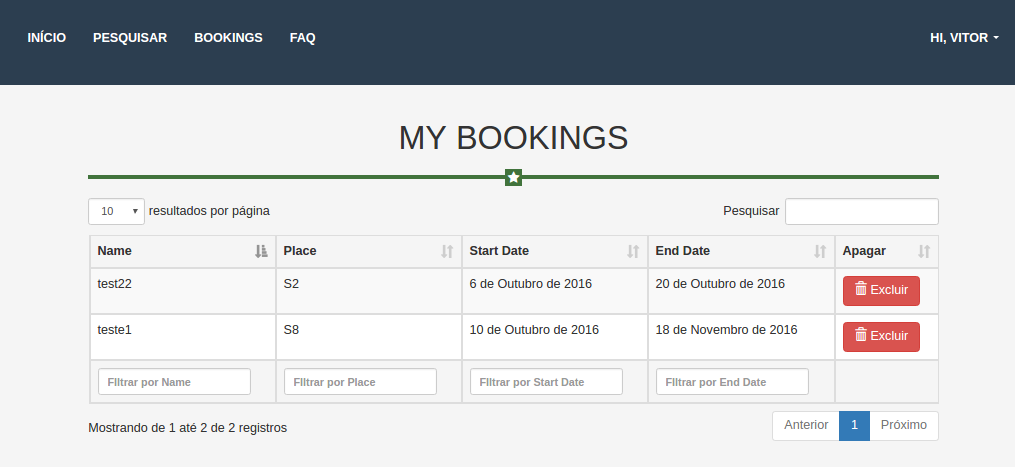 INÍCIO PESQUISAR BOOKINGS FAQ HI, VITOR
MY BOOKINGS
10 resultados por página Pesquisar
Name Place Start Date End Date Apagar
test22 S2 6 de Outubro de 2016 20 de Outubro de 2016 Excluir
teste1 S8 10 de Outubro de 2016 18 de Novembro de 2016 Excluir
FIltrar por Name FIltrar por Place FIltrar por Start Date FIltrar por End Date
Mostrando de 1 até 2 de 2 registros Anterior 1 Próximo